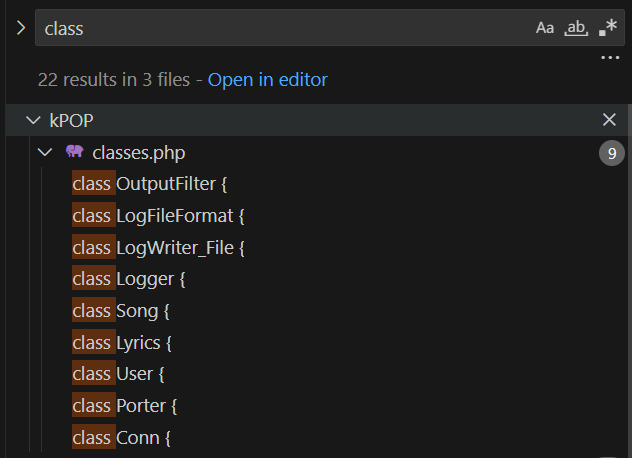 class
Aa ab .*
...
22 results in 3 files - Open in editor
kPOP
classes.php 9
class OutputFilter {
class LogFileFormat {
class LogWriter_File {
class Logger {
class Song {
class Lyrics {
class User {
class Porter {
class Conn {